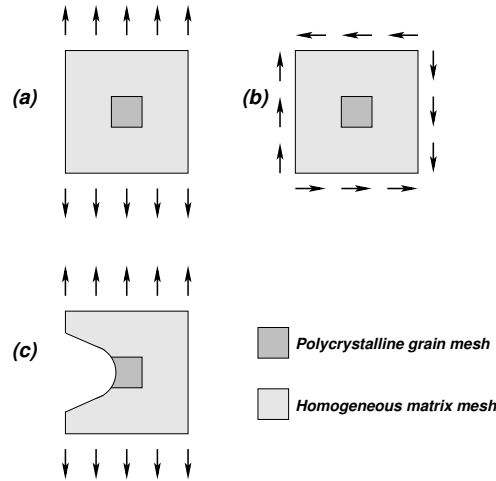 (a)
(b)
(c)
Polycrystalline grain mesh
Homogeneous matrix mesh